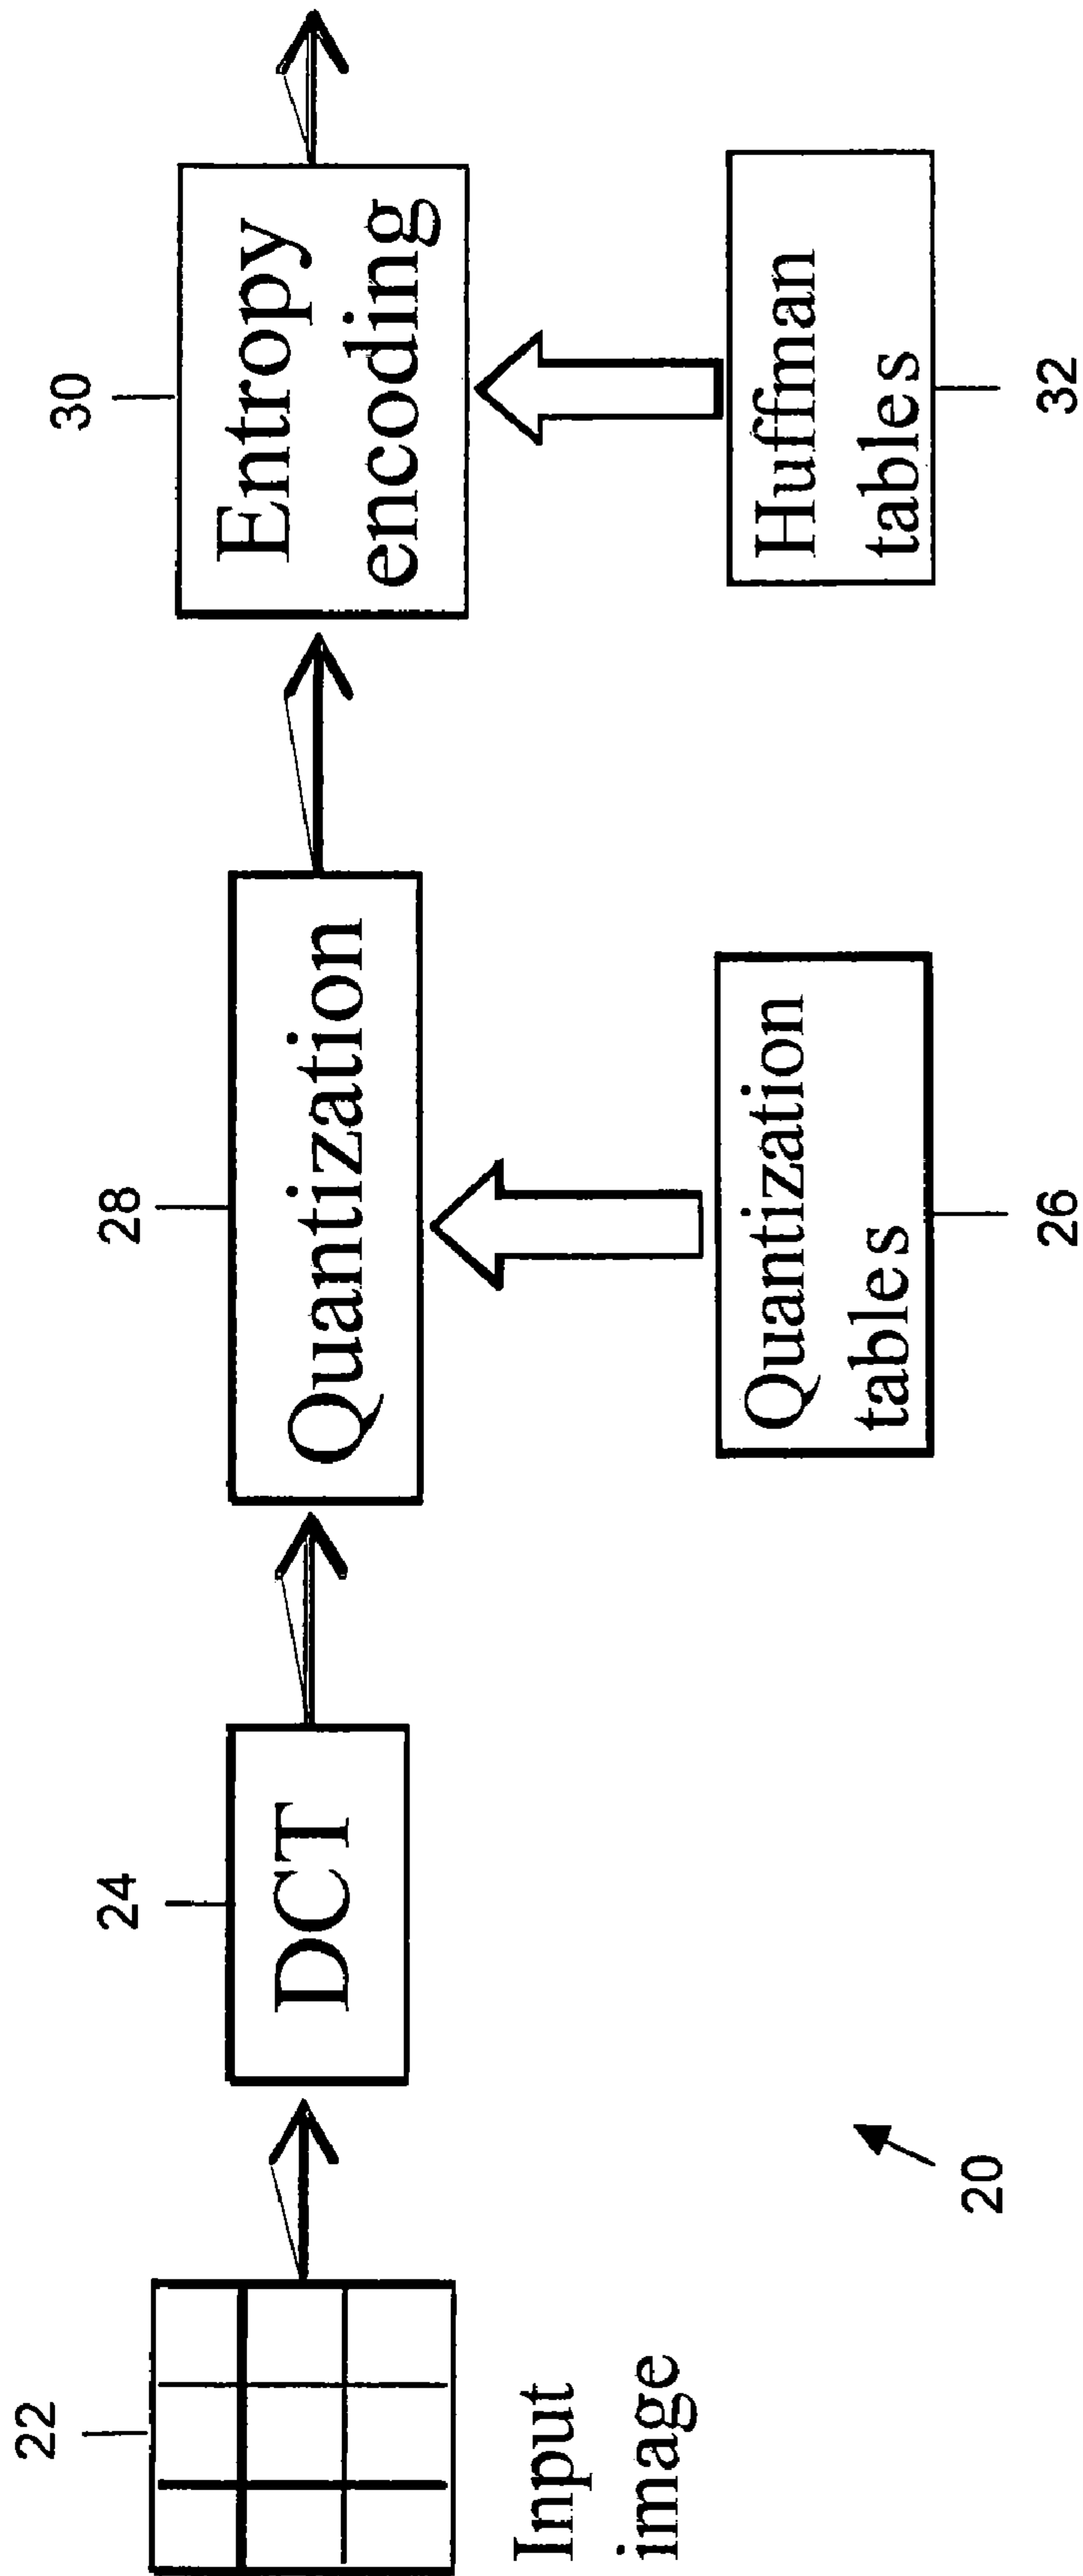 22
24
28
30
DCT
Quantization
Entropy
encoding
Input
image
Quantization
tables
Huffman
tables
20
26
32